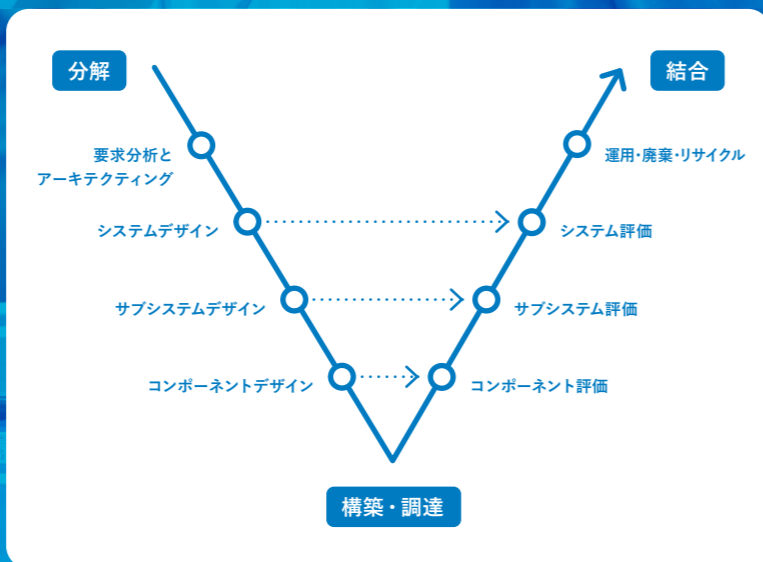 分解
結合
要求分析と
アーキテクティング
運用・廃棄・リサイクル
システムデザイン
システム評価
サブシステムデザイン
サブシステム評価
コンポーネントデザイン
コンポーネント評価
構築・調達